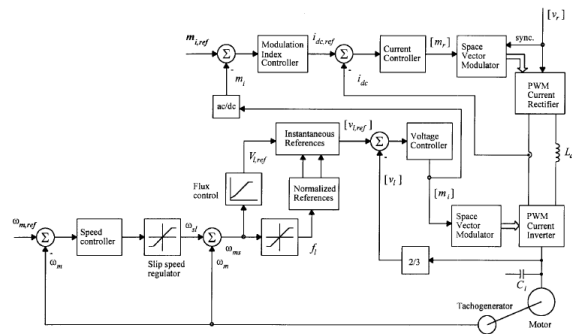 [v_r]
m_i,ref
Σ
Modulation
Index
Controller
i_dc,ref
Σ
Current
Controller
[m_r]
Space
Vector
Modulator
sync.
-
m_i
-
i_dc
ac/dc
PWM
Current
Rectifier
Instantaneous
References
[v_l,ref]
Σ
Voltage
Controller
V_l,ref
-
[v_l]
Flux
control
Normalized
References
[m_i]
ω_m,ref
Σ
Speed
controller
ω_sl
Σ
Slip speed
regulator
ω_ms
f_l
Space
Vector
Modulator
PWM
Current
Inverter
-
ω_m
ω_m
2/3
C_i
Tachogenerator
Motor